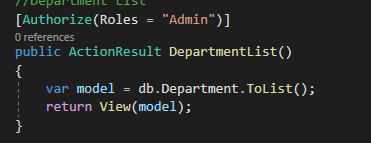 //Department List
[Authorize(Roles = "Admin")]
0 references
public ActionResult DepartmentList()
{
var model = db.Department.ToList();
return View(model);
}